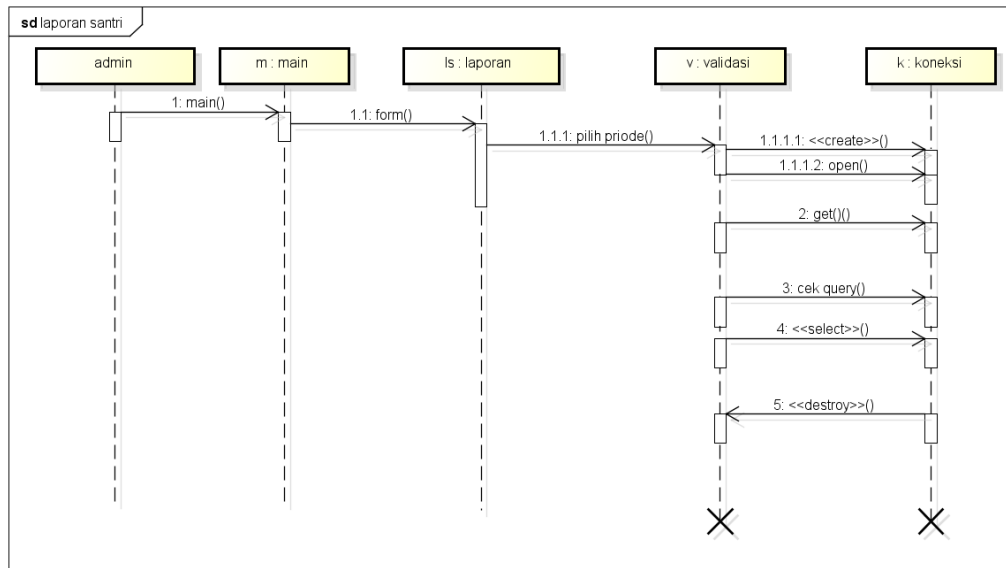 sd laporan santri
admin
m : main
ls : laporan
v : validasi
k : koneksi
1: main()
1.1: form()
1.1.1: pilih priode()
1.1.1.1: <<create>>()
1.1.1.2: open()
2: get()()
3: cek query()
4: <<select>>()
5: <<destroy>>()